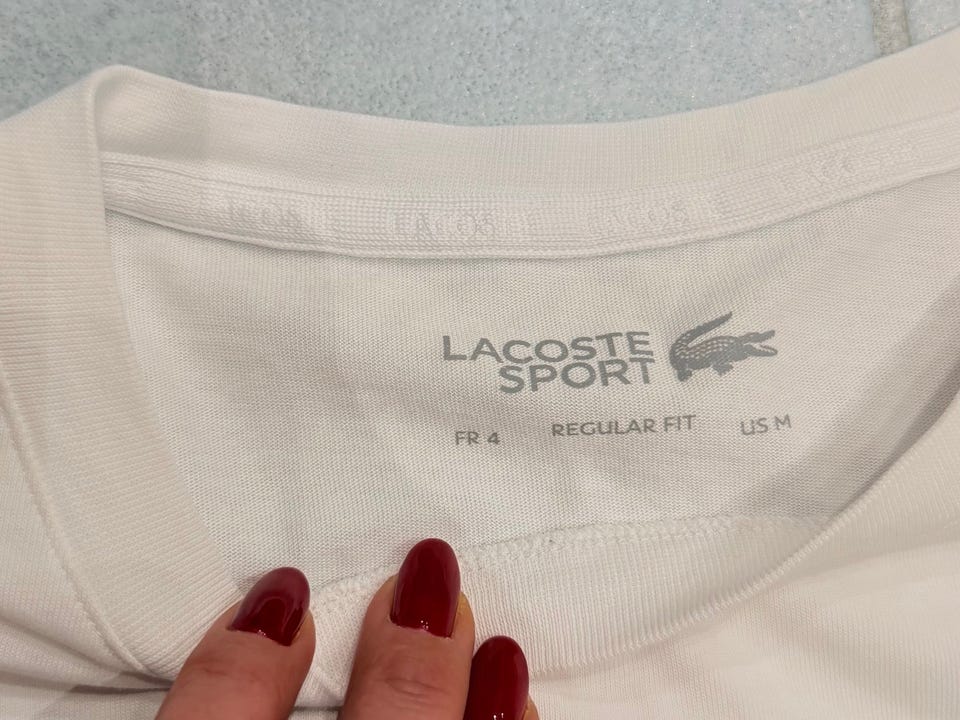 LACOSTE
SPORT
FR 4 REGULAR FIT US M